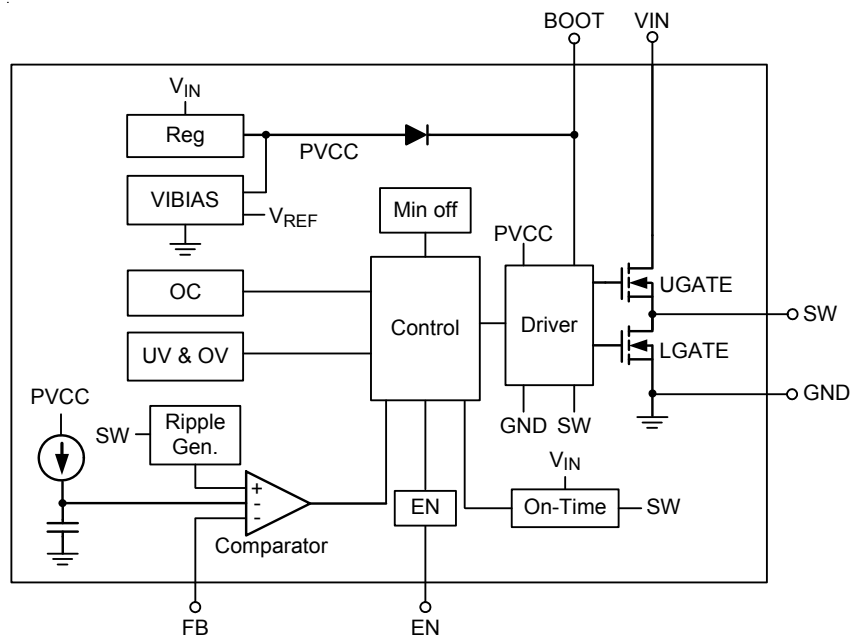 BOOT VIN
VIN
Reg
PVCC
VIBIAS
VREF
Min off
PVCC
OC
UGATE
Control
Driver
SW
UV & OV
LGATE
PVCC
GND
SW
Ripple
Gen.
GND SW
VIN
+
-
-
EN
On-Time
SW
Comparator
FB
EN